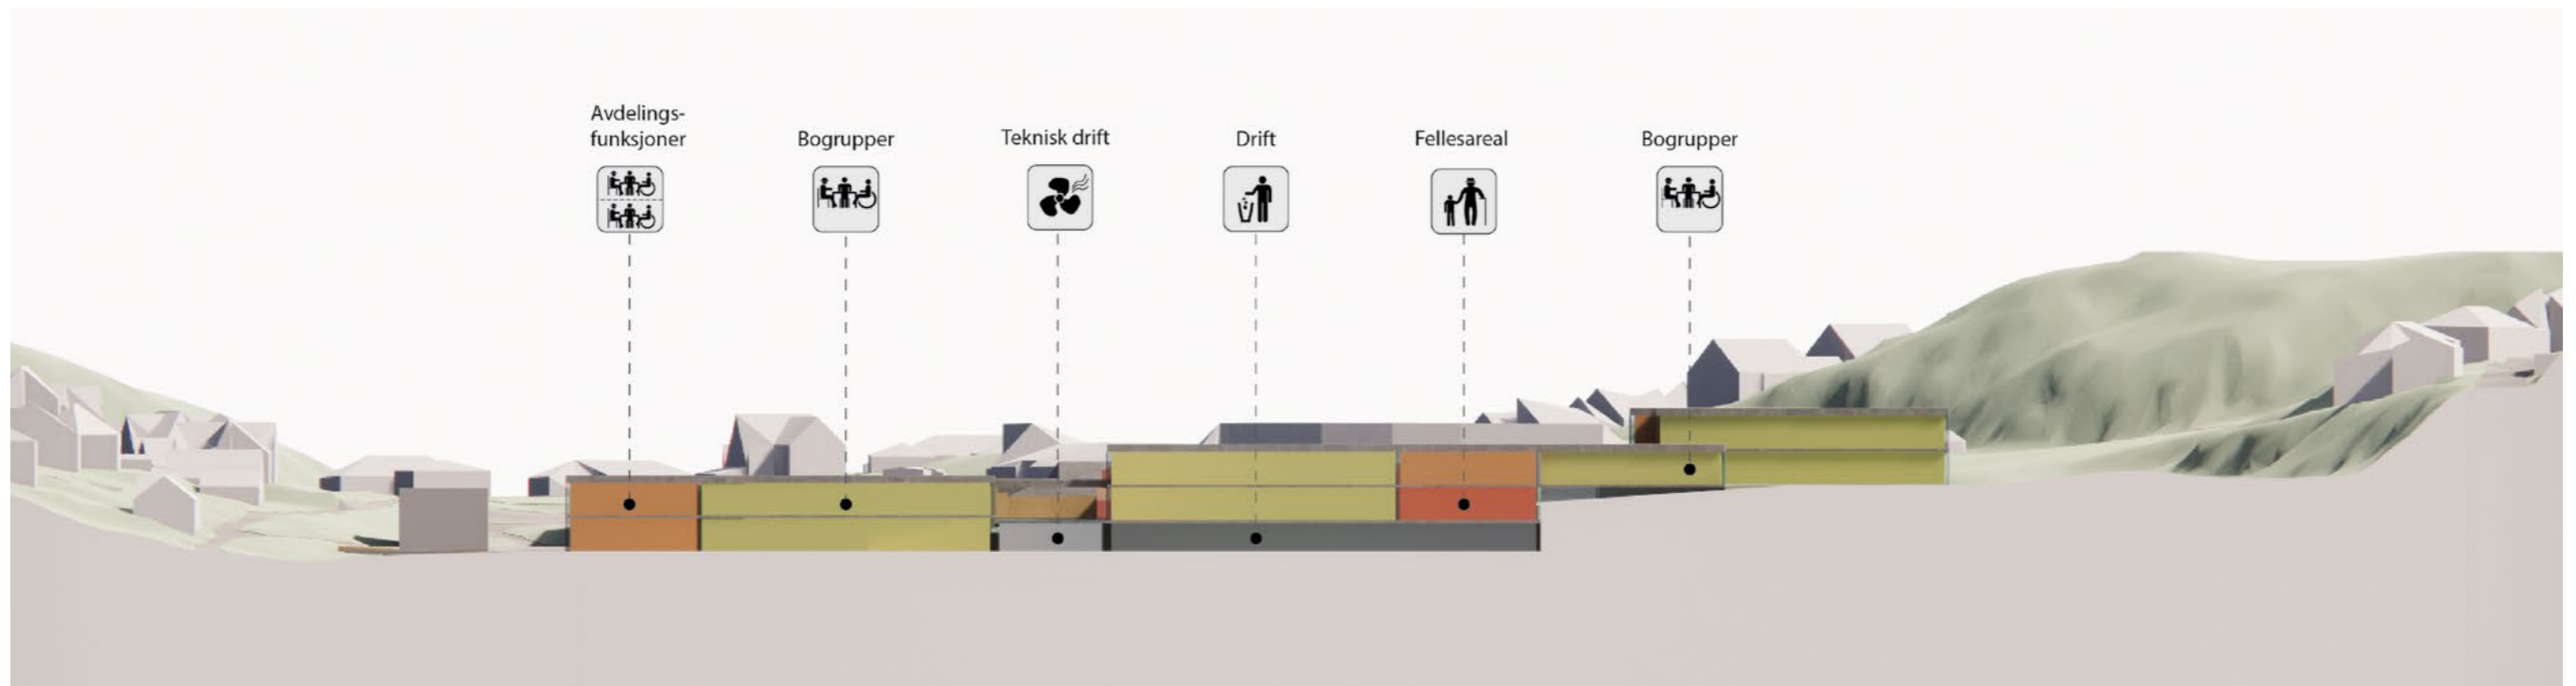 Avdelings-
funksjoner
Bogrupper
Teknisk drift
Drift
Fellesareal
Bogrupper